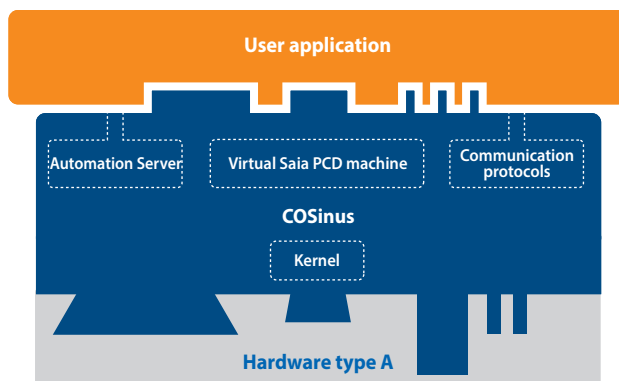 User application
Automation Server
Virtual Saia PCD machine
Communication
protocols
COSinus
Kernel
Hardware type A